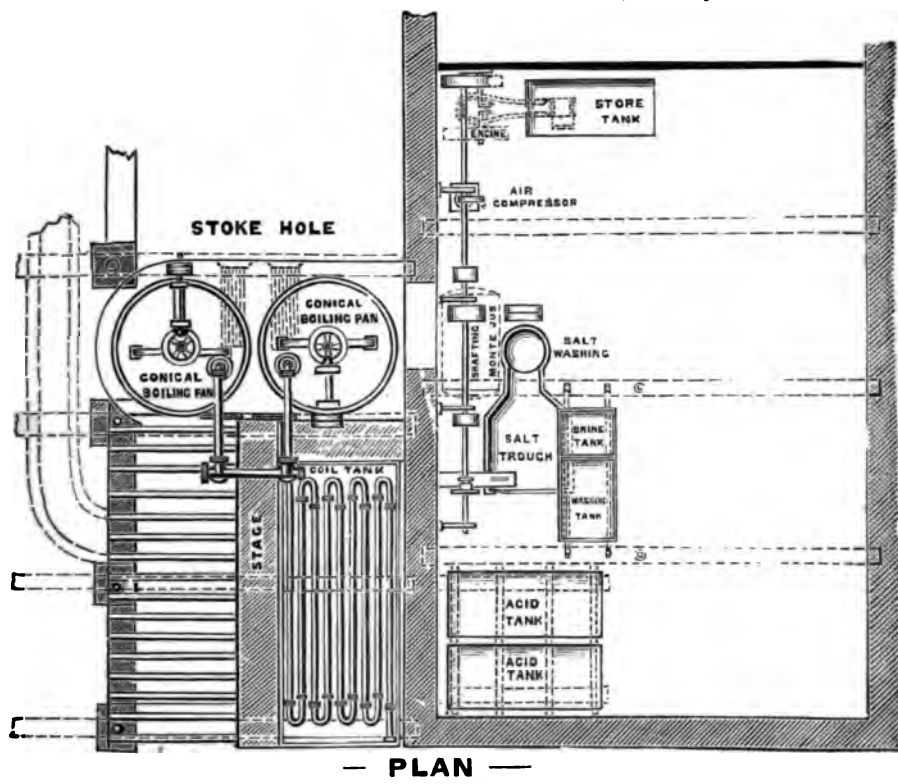 STORE
TANK
ENGINE
AIR
COMPRESSOR
STOKE HOLE
CONICAL
BOILING PAN
CONICAL
BOILING PAN
SHAFTING
MONTE JUS
SALT
WASHING
BRINE
TANK
SALT
TROUGH
WASHING
TANK
COIL TANK
STAGE
ACID
TANK
ACID
TANK
— PLAN —